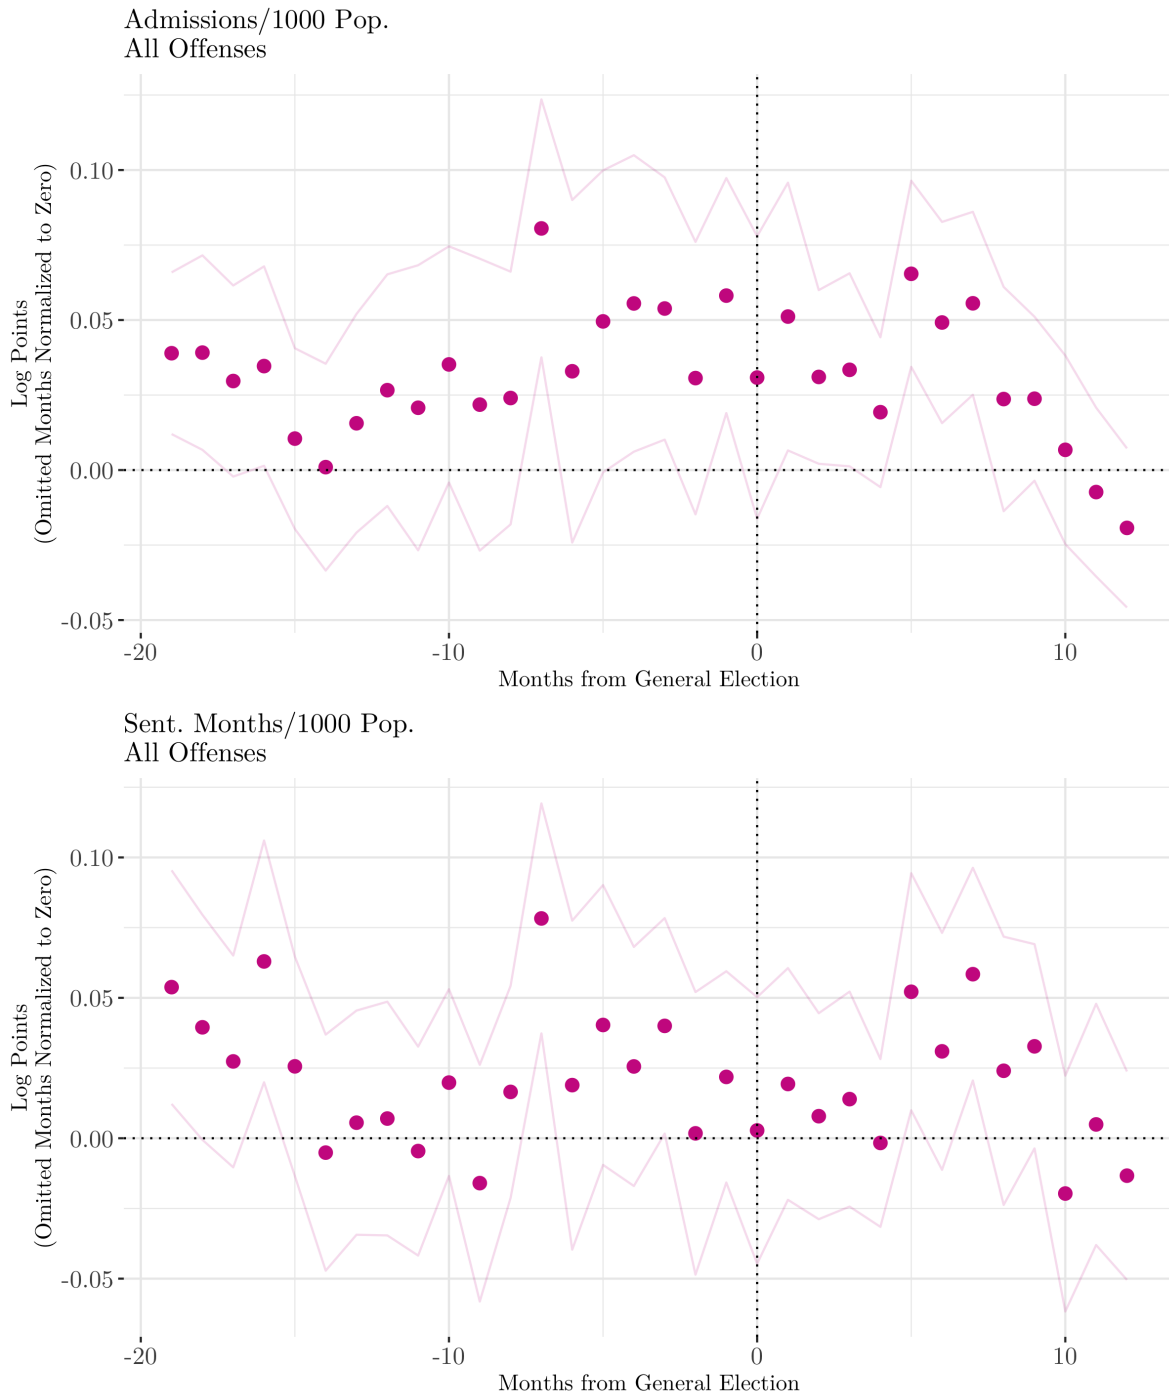 Admissions/1000 Pop.
All Offenses
Log Points
(Omitted Months Normalized to Zero)
0.10
0.05
0.00
-0.05
-20
-10
0
10
Months from General Election
Sent. Months/1000 Pop.
All Offenses
Log Points
(Omitted Months Normalized to Zero)
0.10
0.05
0.00
-0.05
-20
-10
0
10
Months from General Election